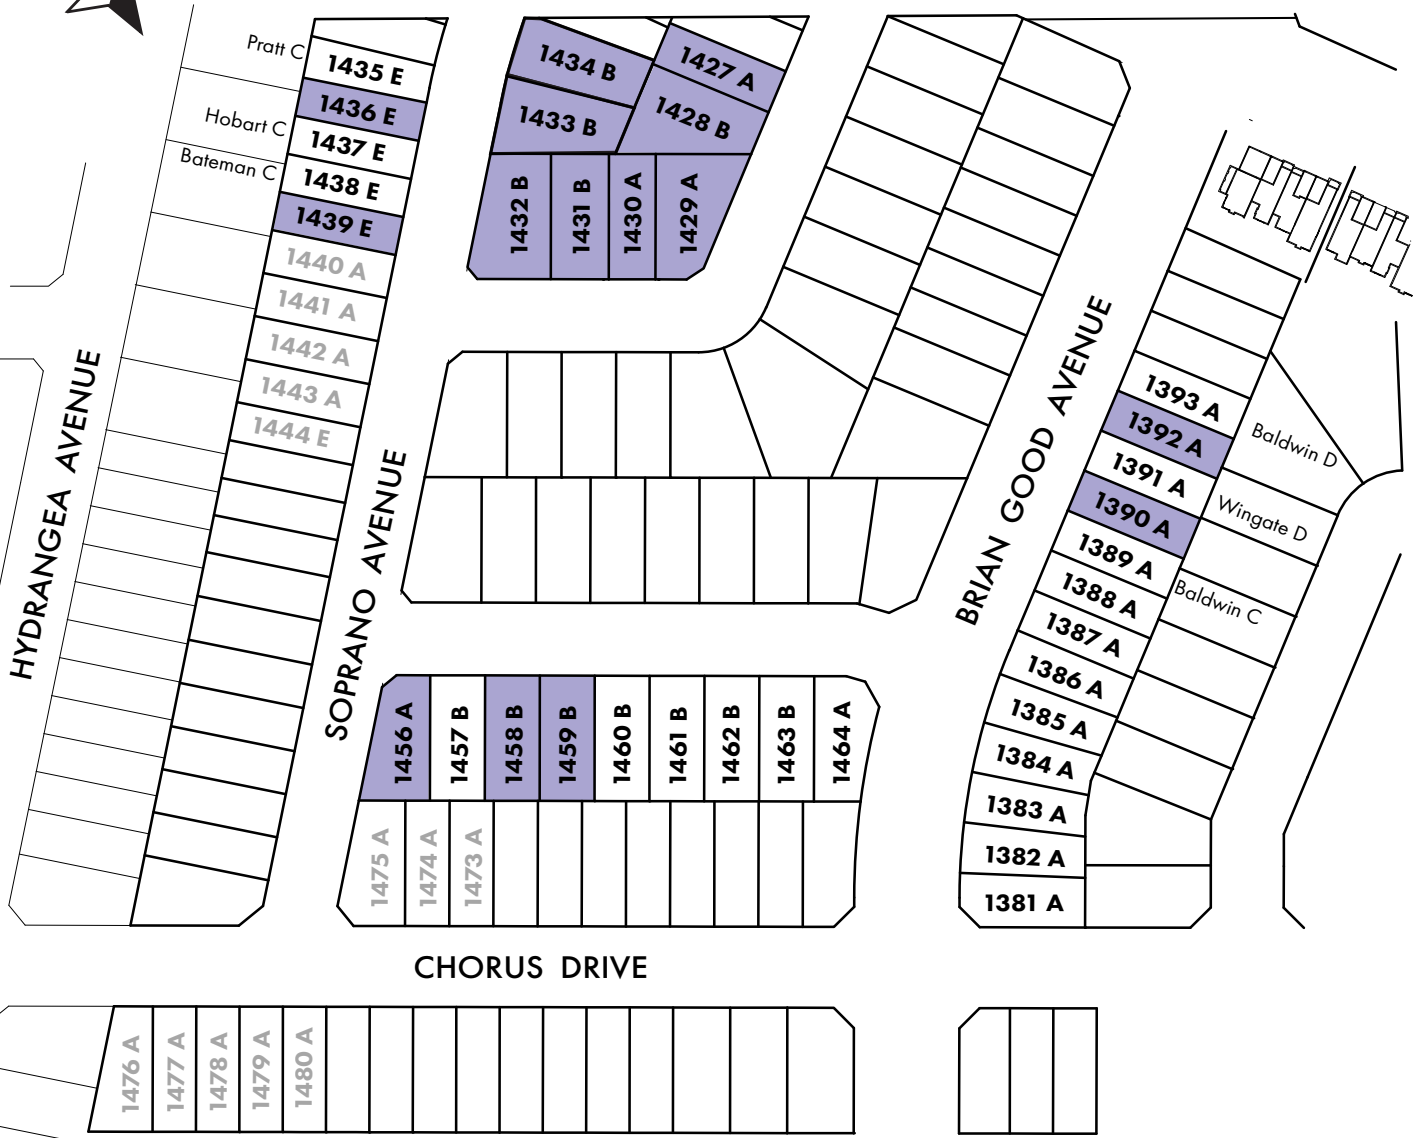 Pratt C
Hobart C
Bateman C
1435 E
1436 E
1437 E
1438 E
1439 E
1440 A
1441 A
1442 A
1443 A
1444 E
1434 B
1433 B
1427 A
1428 B
1432 B
1431 B
1430 A
1429 A
HYDRANGEA AVENUE
SOPRANO AVENUE
BRIAN GOOD AVENUE
1393 A
1392 A
1391 A
1390 A
1389 A
1388 A
1387 A
1386 A
1385 A
1384 A
1383 A
1382 A
1381 A
Baldwin D
Wingate D
Baldwin C
1456 A
1457 B
1458 B
1459 B
1460 B
1461 B
1462 B
1463 B
1464 A
1475 A
1474 A
1473 A
CHORUS DRIVE
1476 A
1477 A
1478 A
1479 A
1480 A